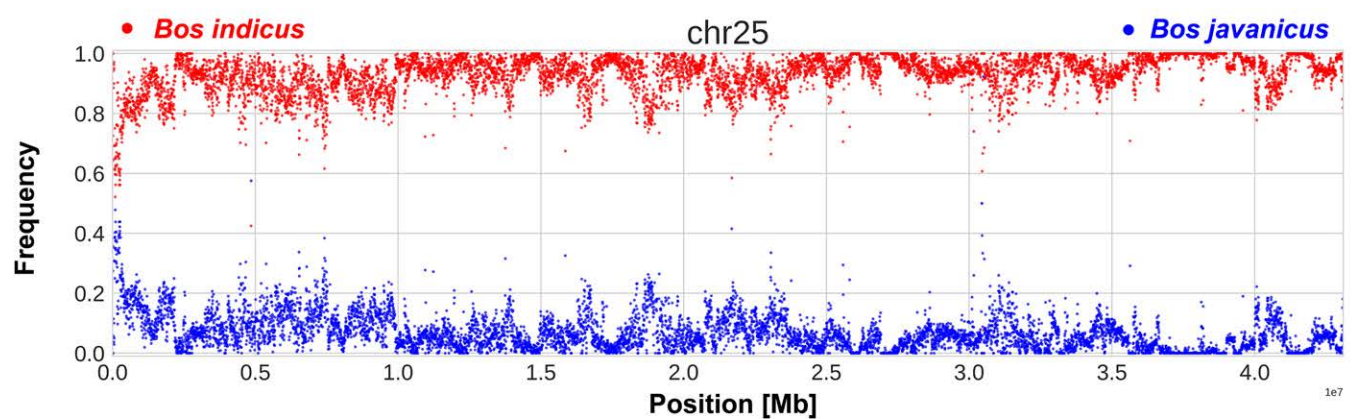 Bos indicus
chr25
Bos javanicus
Frequency
1.0
0.8
0.6
0.4
0.2
0.0
0.0 0.5 1.0 1.5 2.0 2.5 3.0 3.5 4.0
1e7
Position [Mb]